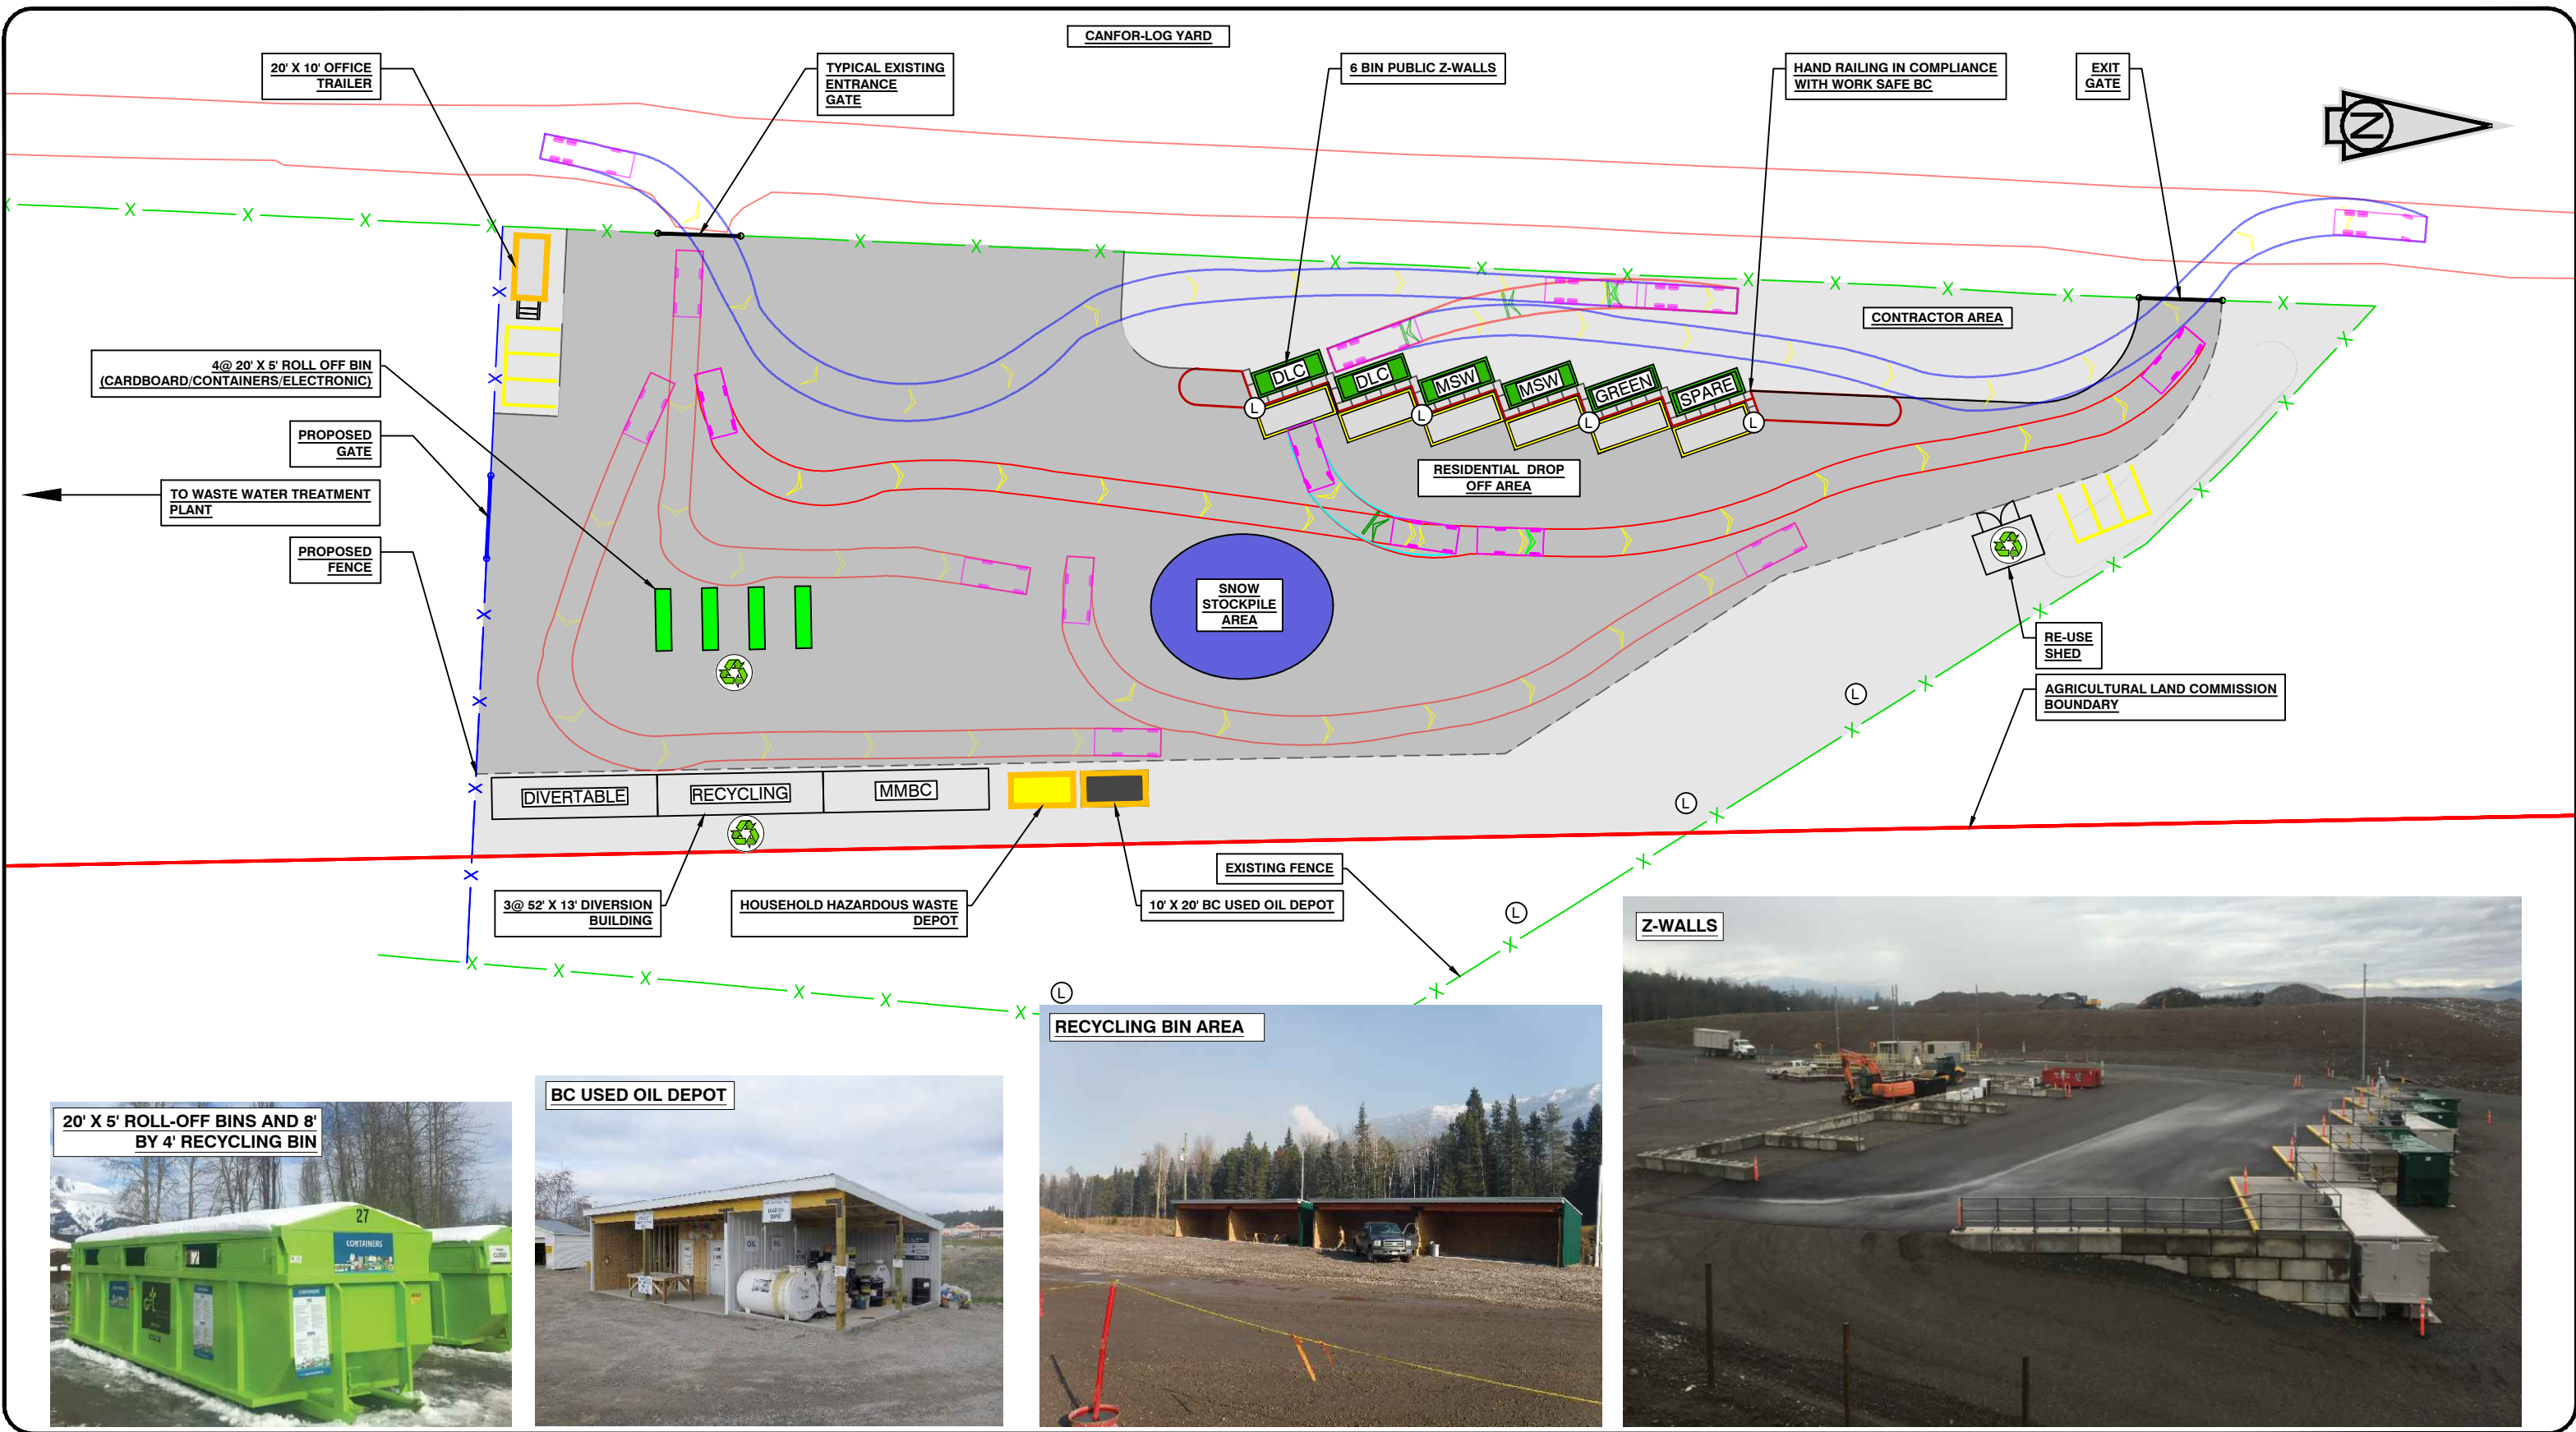 CANFOR-LOG YARD
20' X 10' OFFICE
TRAILER
TYPICAL EXISTING
ENTRANCE
GATE
6 BIN PUBLIC Z-WALLS
HAND RAILING IN COMPLIANCE
WITH WORK SAFE BC
EXIT
GATE
N
CONTRACTOR AREA
4@ 20' X 5' ROLL OFF BIN
(CARDBOARD/CONTAINERS/ELECTRONIC)
DLC
DLC
MSW
MSW
GREEN
SPARE
L
L
L
L
PROPOSED
GATE
RESIDENTIAL DROP
OFF AREA
TO WASTE WATER TREATMENT
PLANT
PROPOSED
FENCE
SNOW
STOCKPILE
AREA
RE-USE
SHED
AGRICULTURAL LAND COMMISSION
BOUNDARY
L
L
L
L
DIVERTABLE
RECYCLING
MMBC
EXISTING FENCE
3@ 52' X 13' DIVERSION
BUILDING
HOUSEHOLD HAZARDOUS WASTE
DEPOT
10' X 20' BC USED OIL DEPOT
Z-WALLS
RECYCLING BIN AREA
BC USED OIL DEPOT
20' X 5' ROLL-OFF BINS AND 8'
BY 4' RECYCLING BIN
27
CONTAINERS